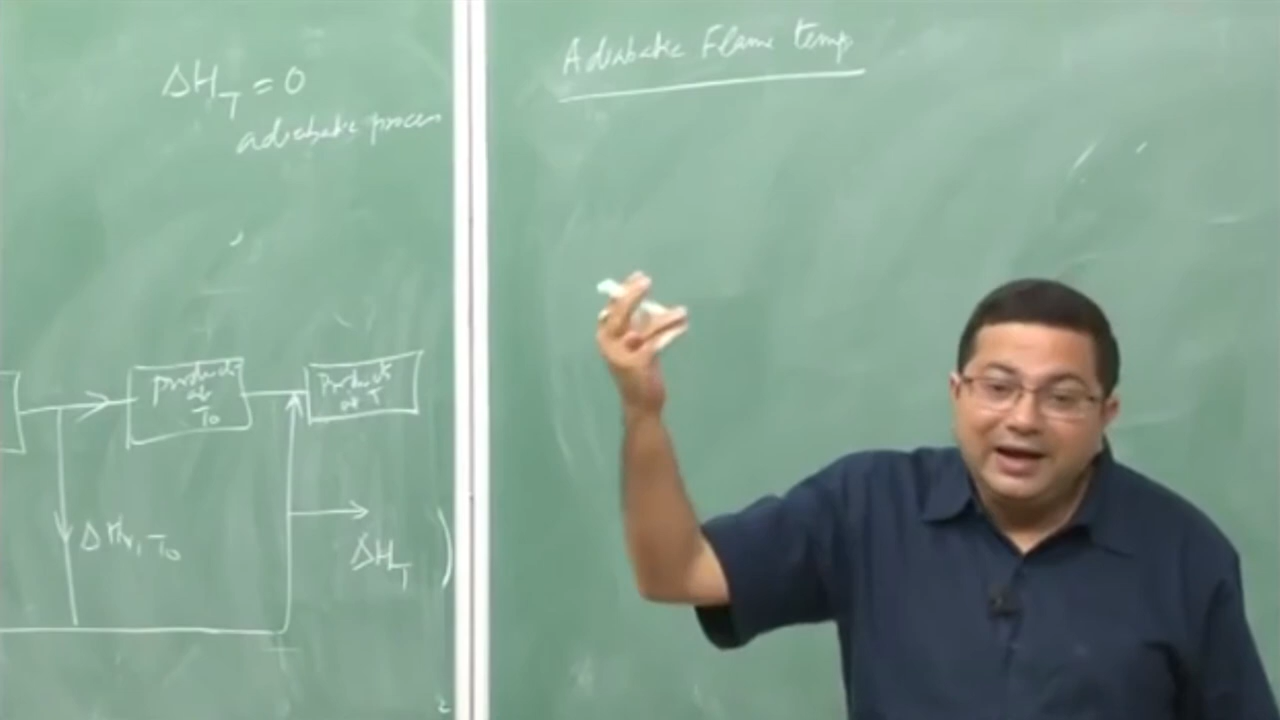 ΔH_T = 0
adiabatic process
Products
at
T₀
Products
at T
ΔH_r, T₀
ΔH_T )
Adiabatic Flame temp